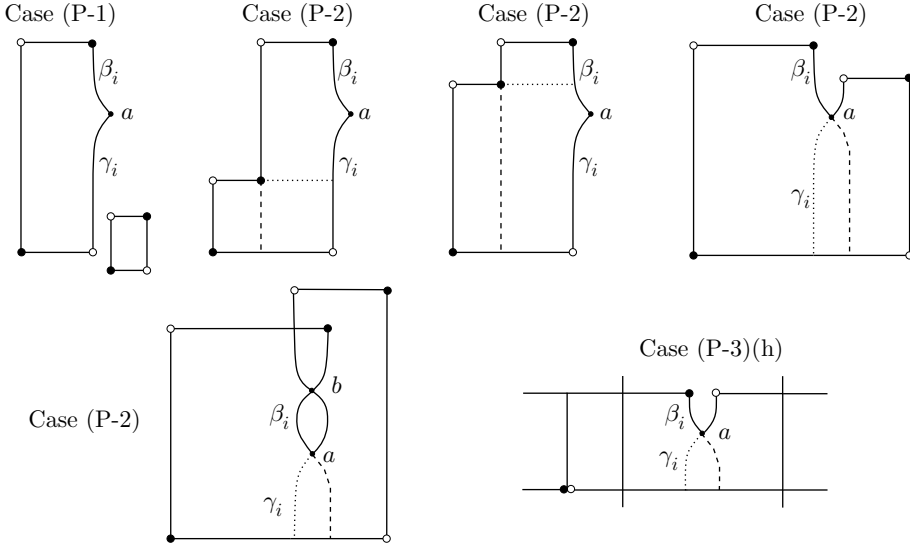 Case (P-1)
Case (P-2)
Case (P-2)
Case (P-2)
β_i
a
γ_i
β_i
a
γ_i
β_i
a
γ_i
β_i
a
γ_i
Case (P-2)
b
β_i
a
γ_i
Case (P-3)(h)
β_i
a
γ_i